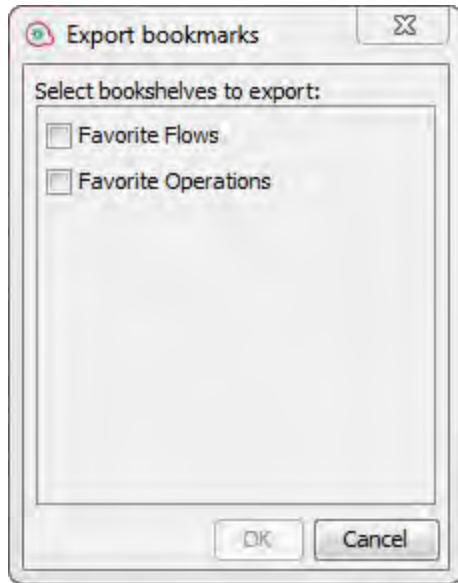 Export bookmarks
Select bookshelves to export:
Favorite Flows
Favorite Operations
OK
Cancel